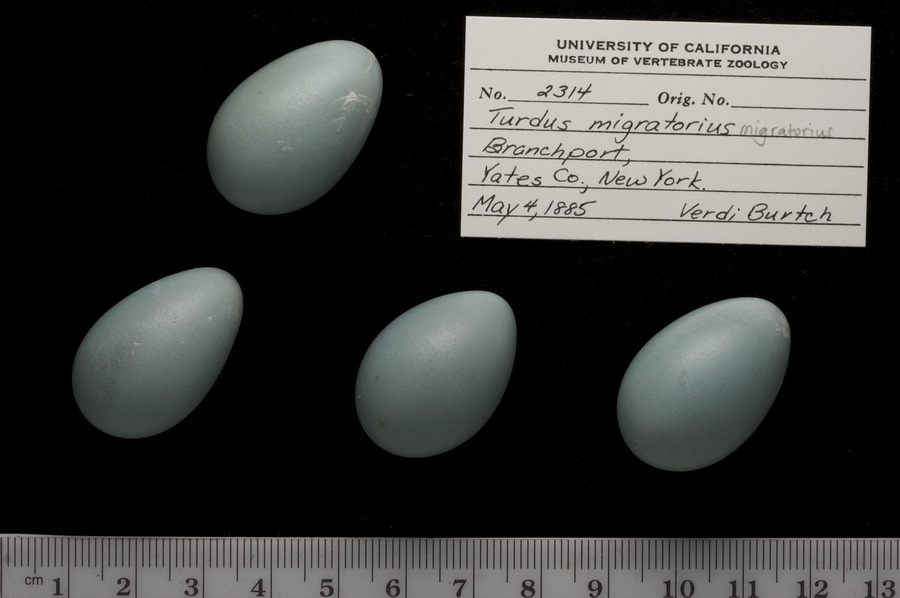 UNIVERSITY OF CALIFORNIA
MUSEUM OF VERTEBRATE ZOOLOGY
No. 2314 Orig. No.
Turdus migratorius migratorius
Branchport,
Yates Co., New York.
May 4, 1885 Verdi Burtch
cm 1 2 3 4 5 6 7 8 9 10 11 12 13